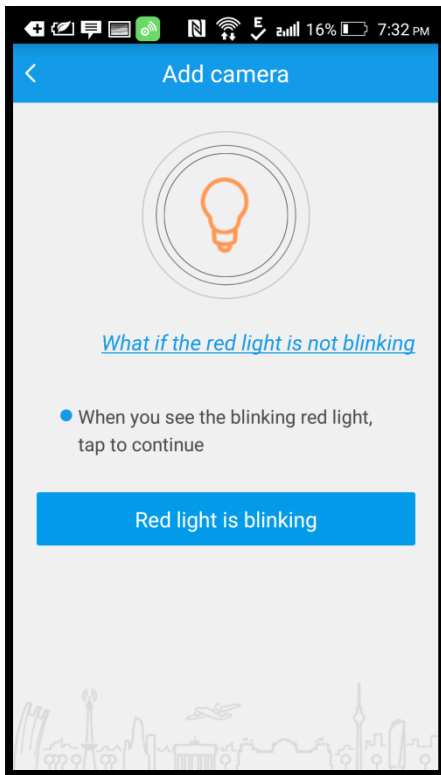 16% 7:32 PM
Add camera
What if the red light is not blinking
When you see the blinking red light,
tap to continue
Red light is blinking